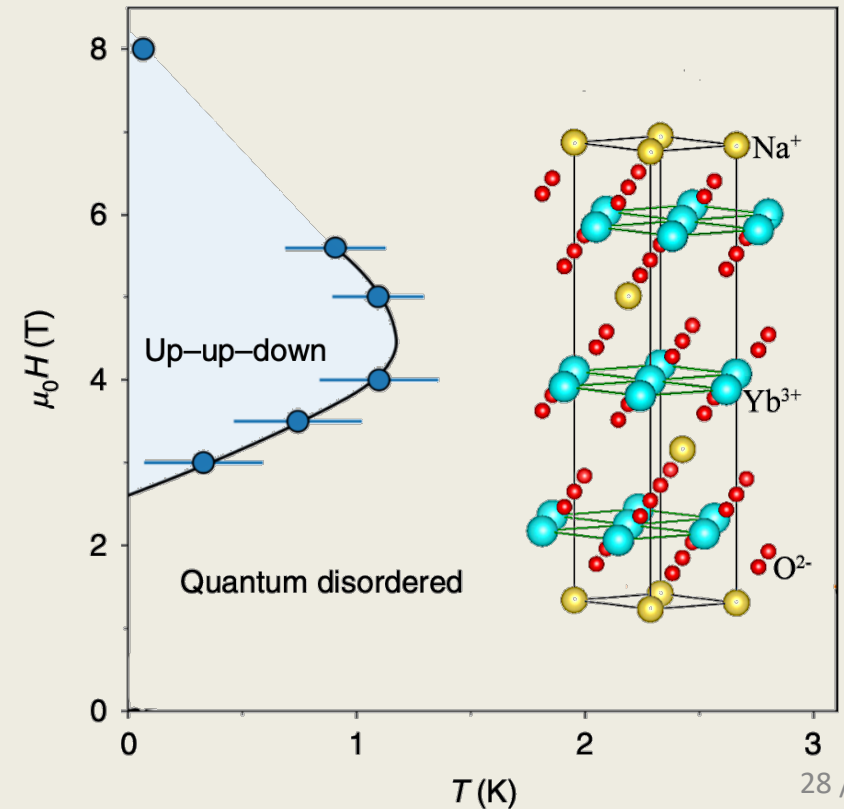 8
6
4
2
0
μ₀H (T)
Up–up–down
Quantum disordered
Na⁺
Yb³⁺
O²⁻
0
1
2
3
T (K)
28 /